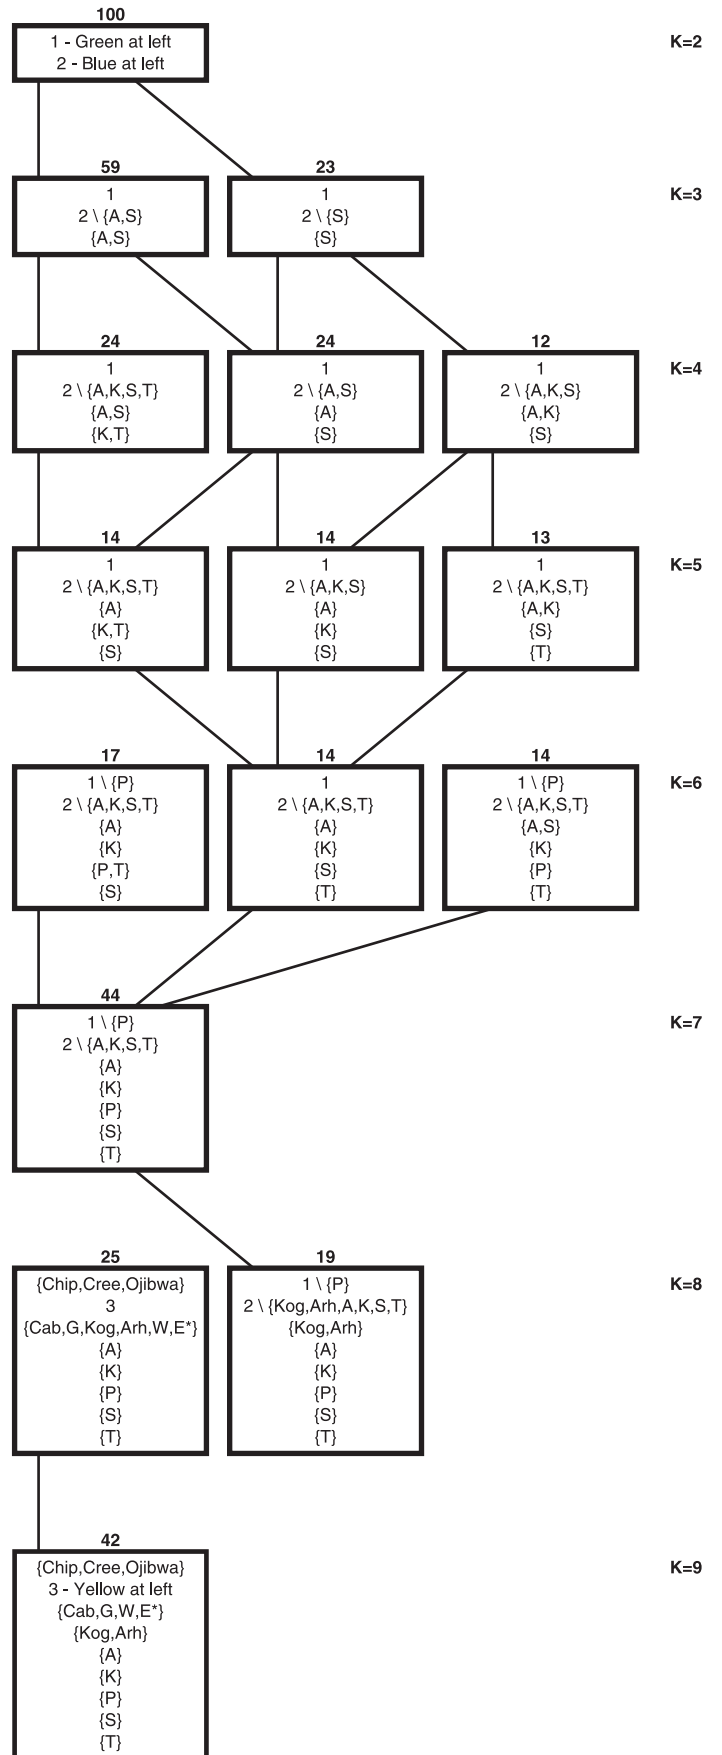 100
1 - Green at left
2 - Blue at left
K=2
59
1
2 \ {A,S}
{A,S}
23
1
2 \ {S}
{S}
K=3
24
1
2 \ {A,K,S,T}
{A,S}
{K,T}
24
1
2 \ {A,S}
{A}
{S}
12
1
2 \ {A,K,S}
{A,K}
{S}
K=4
14
1
2 \ {A,K,S,T}
{A}
{K,T}
{S}
14
1
2 \ {A,K,S}
{A}
{K}
{S}
13
1
2 \ {A,K,S,T}
{A,K}
{S}
{T}
K=5
17
1 \ {P}
2 \ {A,K,S,T}
{A}
{K}
{P,T}
{S}
14
1
2 \ {A,K,S,T}
{A}
{K}
{S}
{T}
14
1 \ {P}
2 \ {A,K,S,T}
{A,S}
{K}
{P}
{T}
K=6
44
1 \ {P}
2 \ {A,K,S,T}
{A}
{K}
{P}
{S}
{T}
K=7
25
{Chip,Cree,Ojibwa}
3
{Cab,G,Kog,Arh,W,E*}
{A}
{K}
{P}
{S}
{T}
19
1 \ {P}
2 \ {Kog,Arh,A,K,S,T}
{Kog,Arh}
{A}
{K}
{P}
{S}
{T}
K=8
42
{Chip,Cree,Ojibwa}
3 - Yellow at left
{Cab,G,W,E*}
{Kog,Arh}
{A}
{K}
{P}
{S}
{T}
K=9